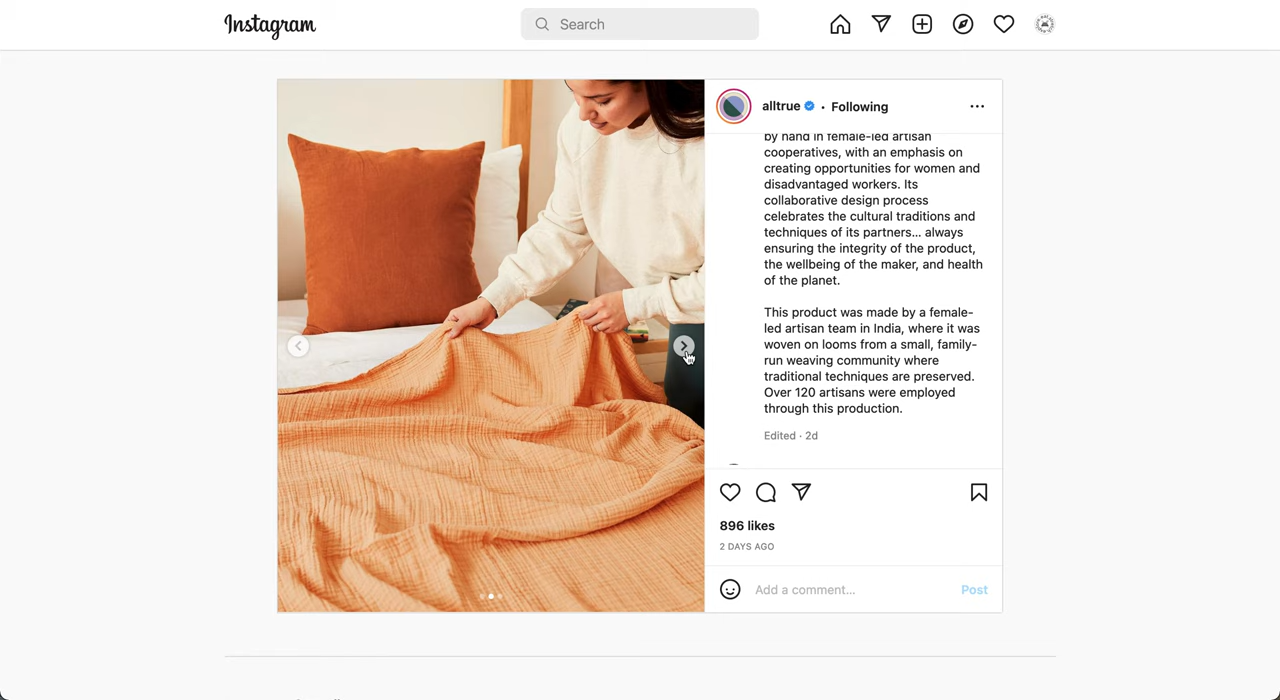 Instagram
Search
alltrue • Following
by hand in female-led artisan
cooperatives, with an emphasis on
creating opportunities for women and
disadvantaged workers. Its
collaborative design process
celebrates the cultural traditions and
techniques of its partners... always
ensuring the integrity of the product,
the wellbeing of the maker, and health
of the planet.
This product was made by a female-
led artisan team in India, where it was
woven on looms from a small, family-
run weaving community where
traditional techniques are preserved.
Over 120 artisans were employed
through this production.
Edited · 2d
896 likes
2 DAYS AGO
Add a comment...
Post